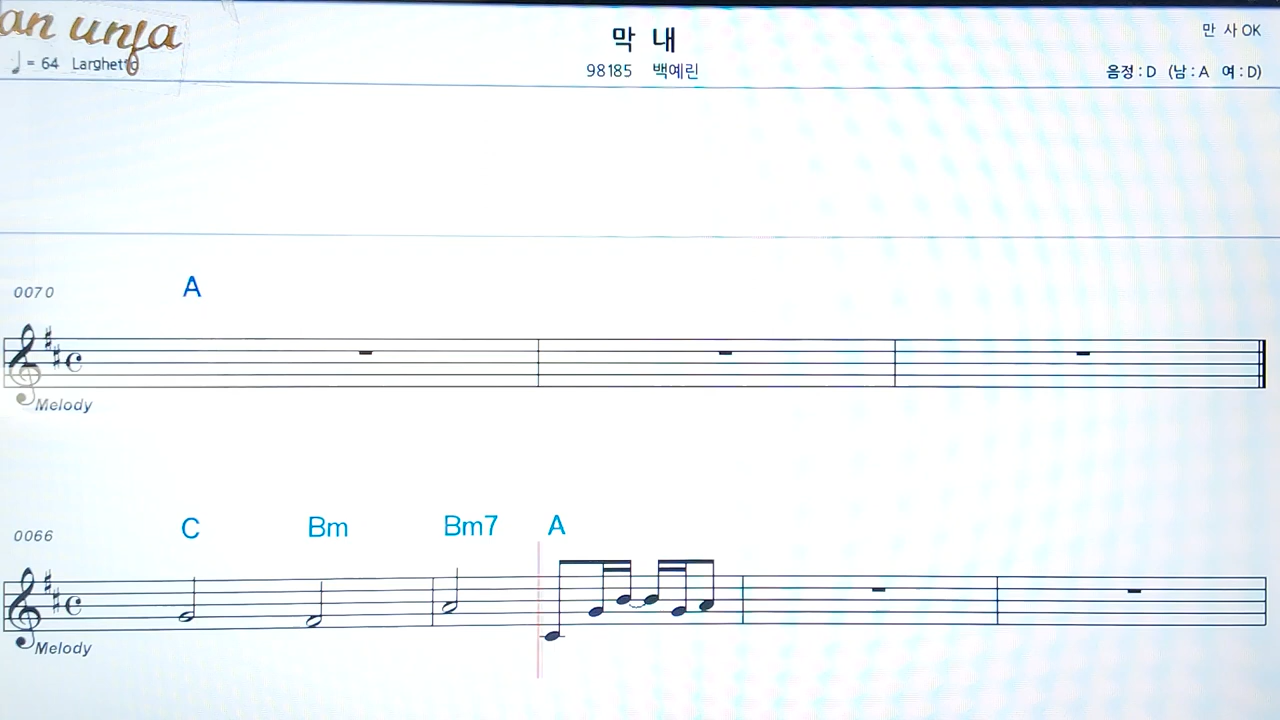 an unfa
막 내
만 사 OK
♩ = 64 Larghetto
98185 백예린
음정 : D (남 : A 여 : D)
0070
A
Melody
0066
C Bm Bm7 A
Melody